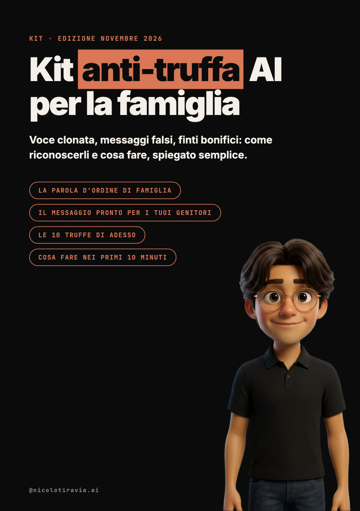 KIT · EDIZIONE NOVEMBRE 2026
Kit anti-truffa AI
per la famiglia
Voce clonata, messaggi falsi, finti bonifici: come
riconoscerli e cosa fare, spiegato semplice.
LA PAROLA D'ORDINE DI FAMIGLIA
IL MESSAGGIO PRONTO PER I TUOI GENITORI
LE 10 TRUFFE DI ADESSO
COSA FARE NEI PRIMI 10 MINUTI
@nicolotiravia.ai